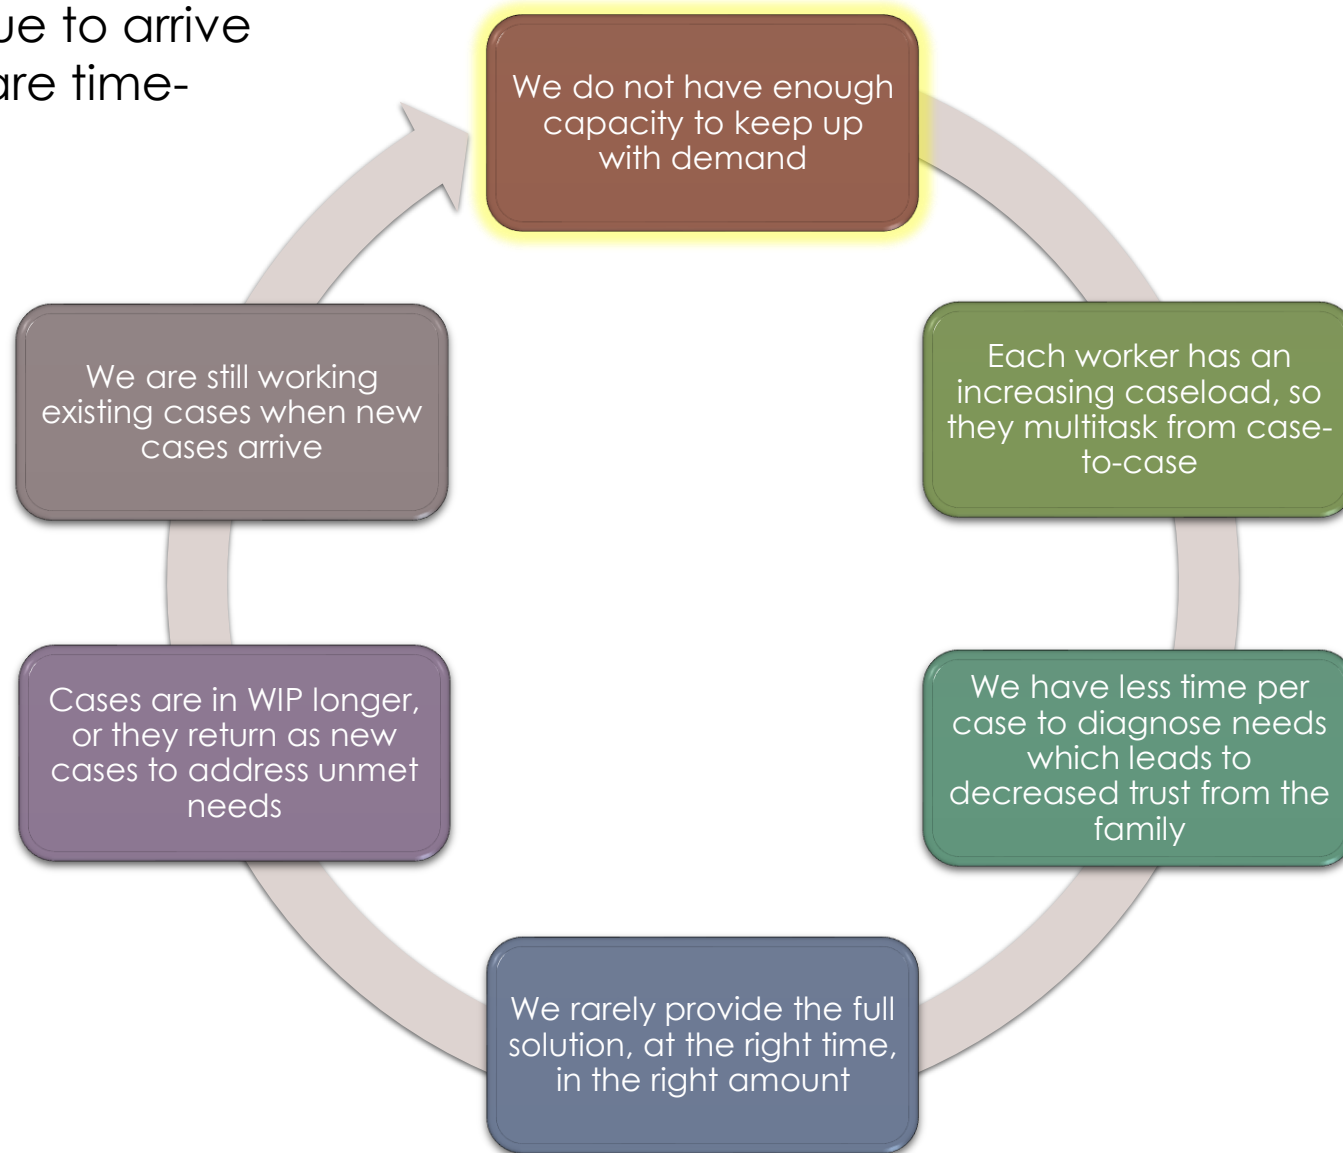 ue to arrive
are time-
We do not have enough
capacity to keep up
with demand
Each worker has an
increasing caseload, so
they multitask from case-
to-case
We have less time per
case to diagnose needs
which leads to
decreased trust from the
family
We rarely provide the full
solution, at the right time,
in the right amount
Cases are in WIP longer,
or they return as new
cases to address unmet
needs
We are still working
existing cases when new
cases arrive